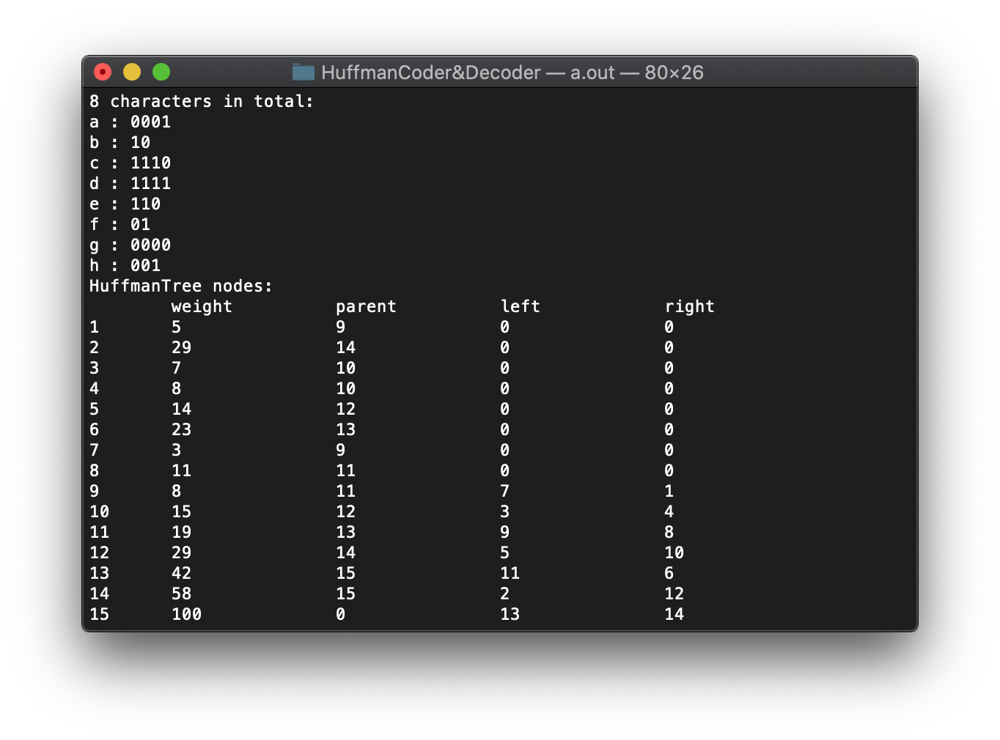 HuffmanCoder&Decoder — a.out — 80×26
8 characters in total:
a : 0001
b : 10
c : 1110
d : 1111
e : 110
f : 01
g : 0000
h : 001
HuffmanTree nodes:
weight parent left right
1 5 9 0 0
2 29 14 0 0
3 7 10 0 0
4 8 10 0 0
5 14 12 0 0
6 23 13 0 0
7 3 9 0 0
8 11 11 0 0
9 8 11 7 1
10 15 12 3 4
11 19 13 9 8
12 29 14 5 10
13 42 15 11 6
14 58 15 2 12
15 100 0 13 14